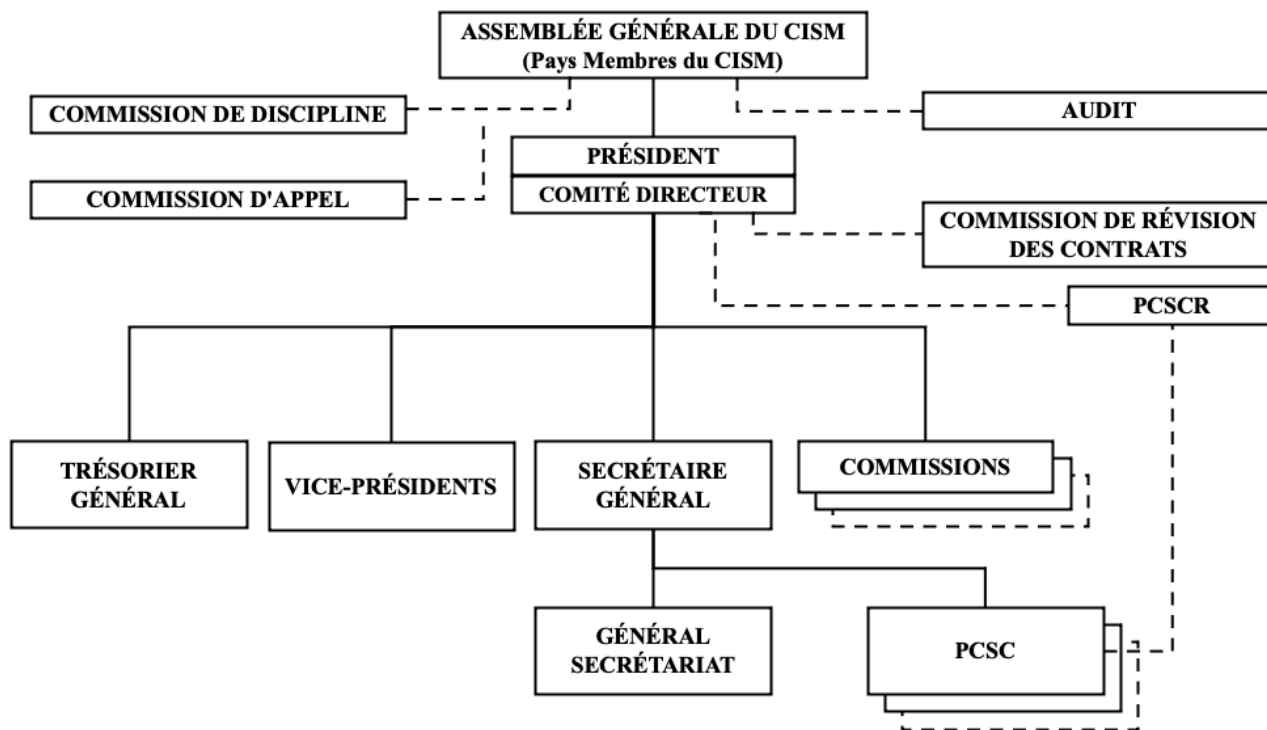 ASSEMBLÉE GÉNÉRALE DU CISM
(Pays Membres du CISM)
COMMISSION DE DISCIPLINE
AUDIT
PRÉSIDENT
COMMISSION D'APPEL
COMITÉ DIRECTEUR
COMMISSION DE RÉVISION
DES CONTRATS
PCSCR
TRÉSORIER
GÉNÉRAL
VICE-PRÉSIDENTS
SECRÉTAIRE
GÉNÉRAL
COMMISSIONS
GÉNÉRAL
SECRÉTARIAT
PCSC